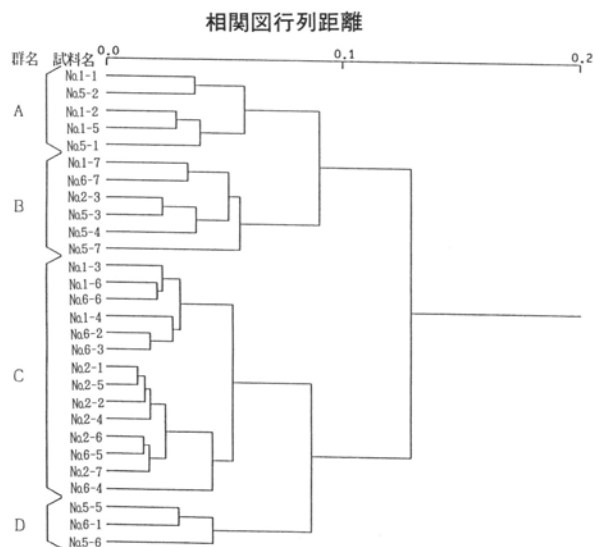 相関図行列距離
群名 試料名 0.0 0.1 0.2
No.1-1
No.5-2
A No.1-2
No.1-5
No.5-1
No.1-7
No.6-7
B No.2-3
No.5-3
No.5-4
No.5-7
No.1-3
No.1-6
No.6-6
No.1-4
No.6-2
No.6-3
No.2-1
C No.2-5
No.2-2
No.2-4
No.2-6
No.6-5
No.2-7
No.6-4
No.5-5
D No.6-1
No.5-6